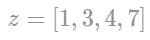 z = [1, 3, 4, 7]